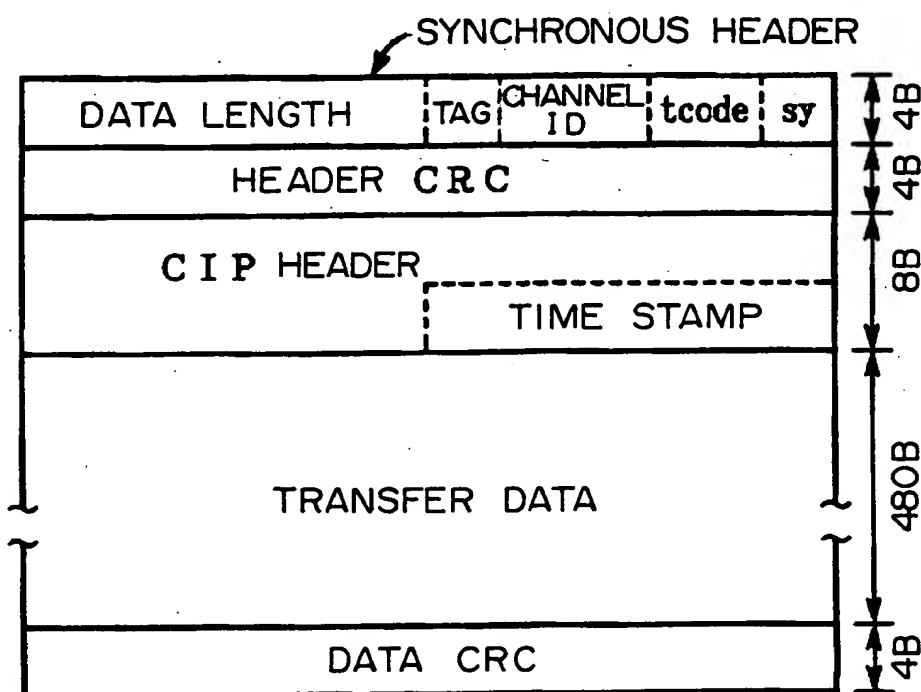 SYNCHRONOUS HEADER
DATA LENGTH TAG CHANNEL ID tcode sy 4B
HEADER CRC 4B
CIP HEADER 8B
TIME STAMP
TRANSFER DATA 480B
DATA CRC 4B